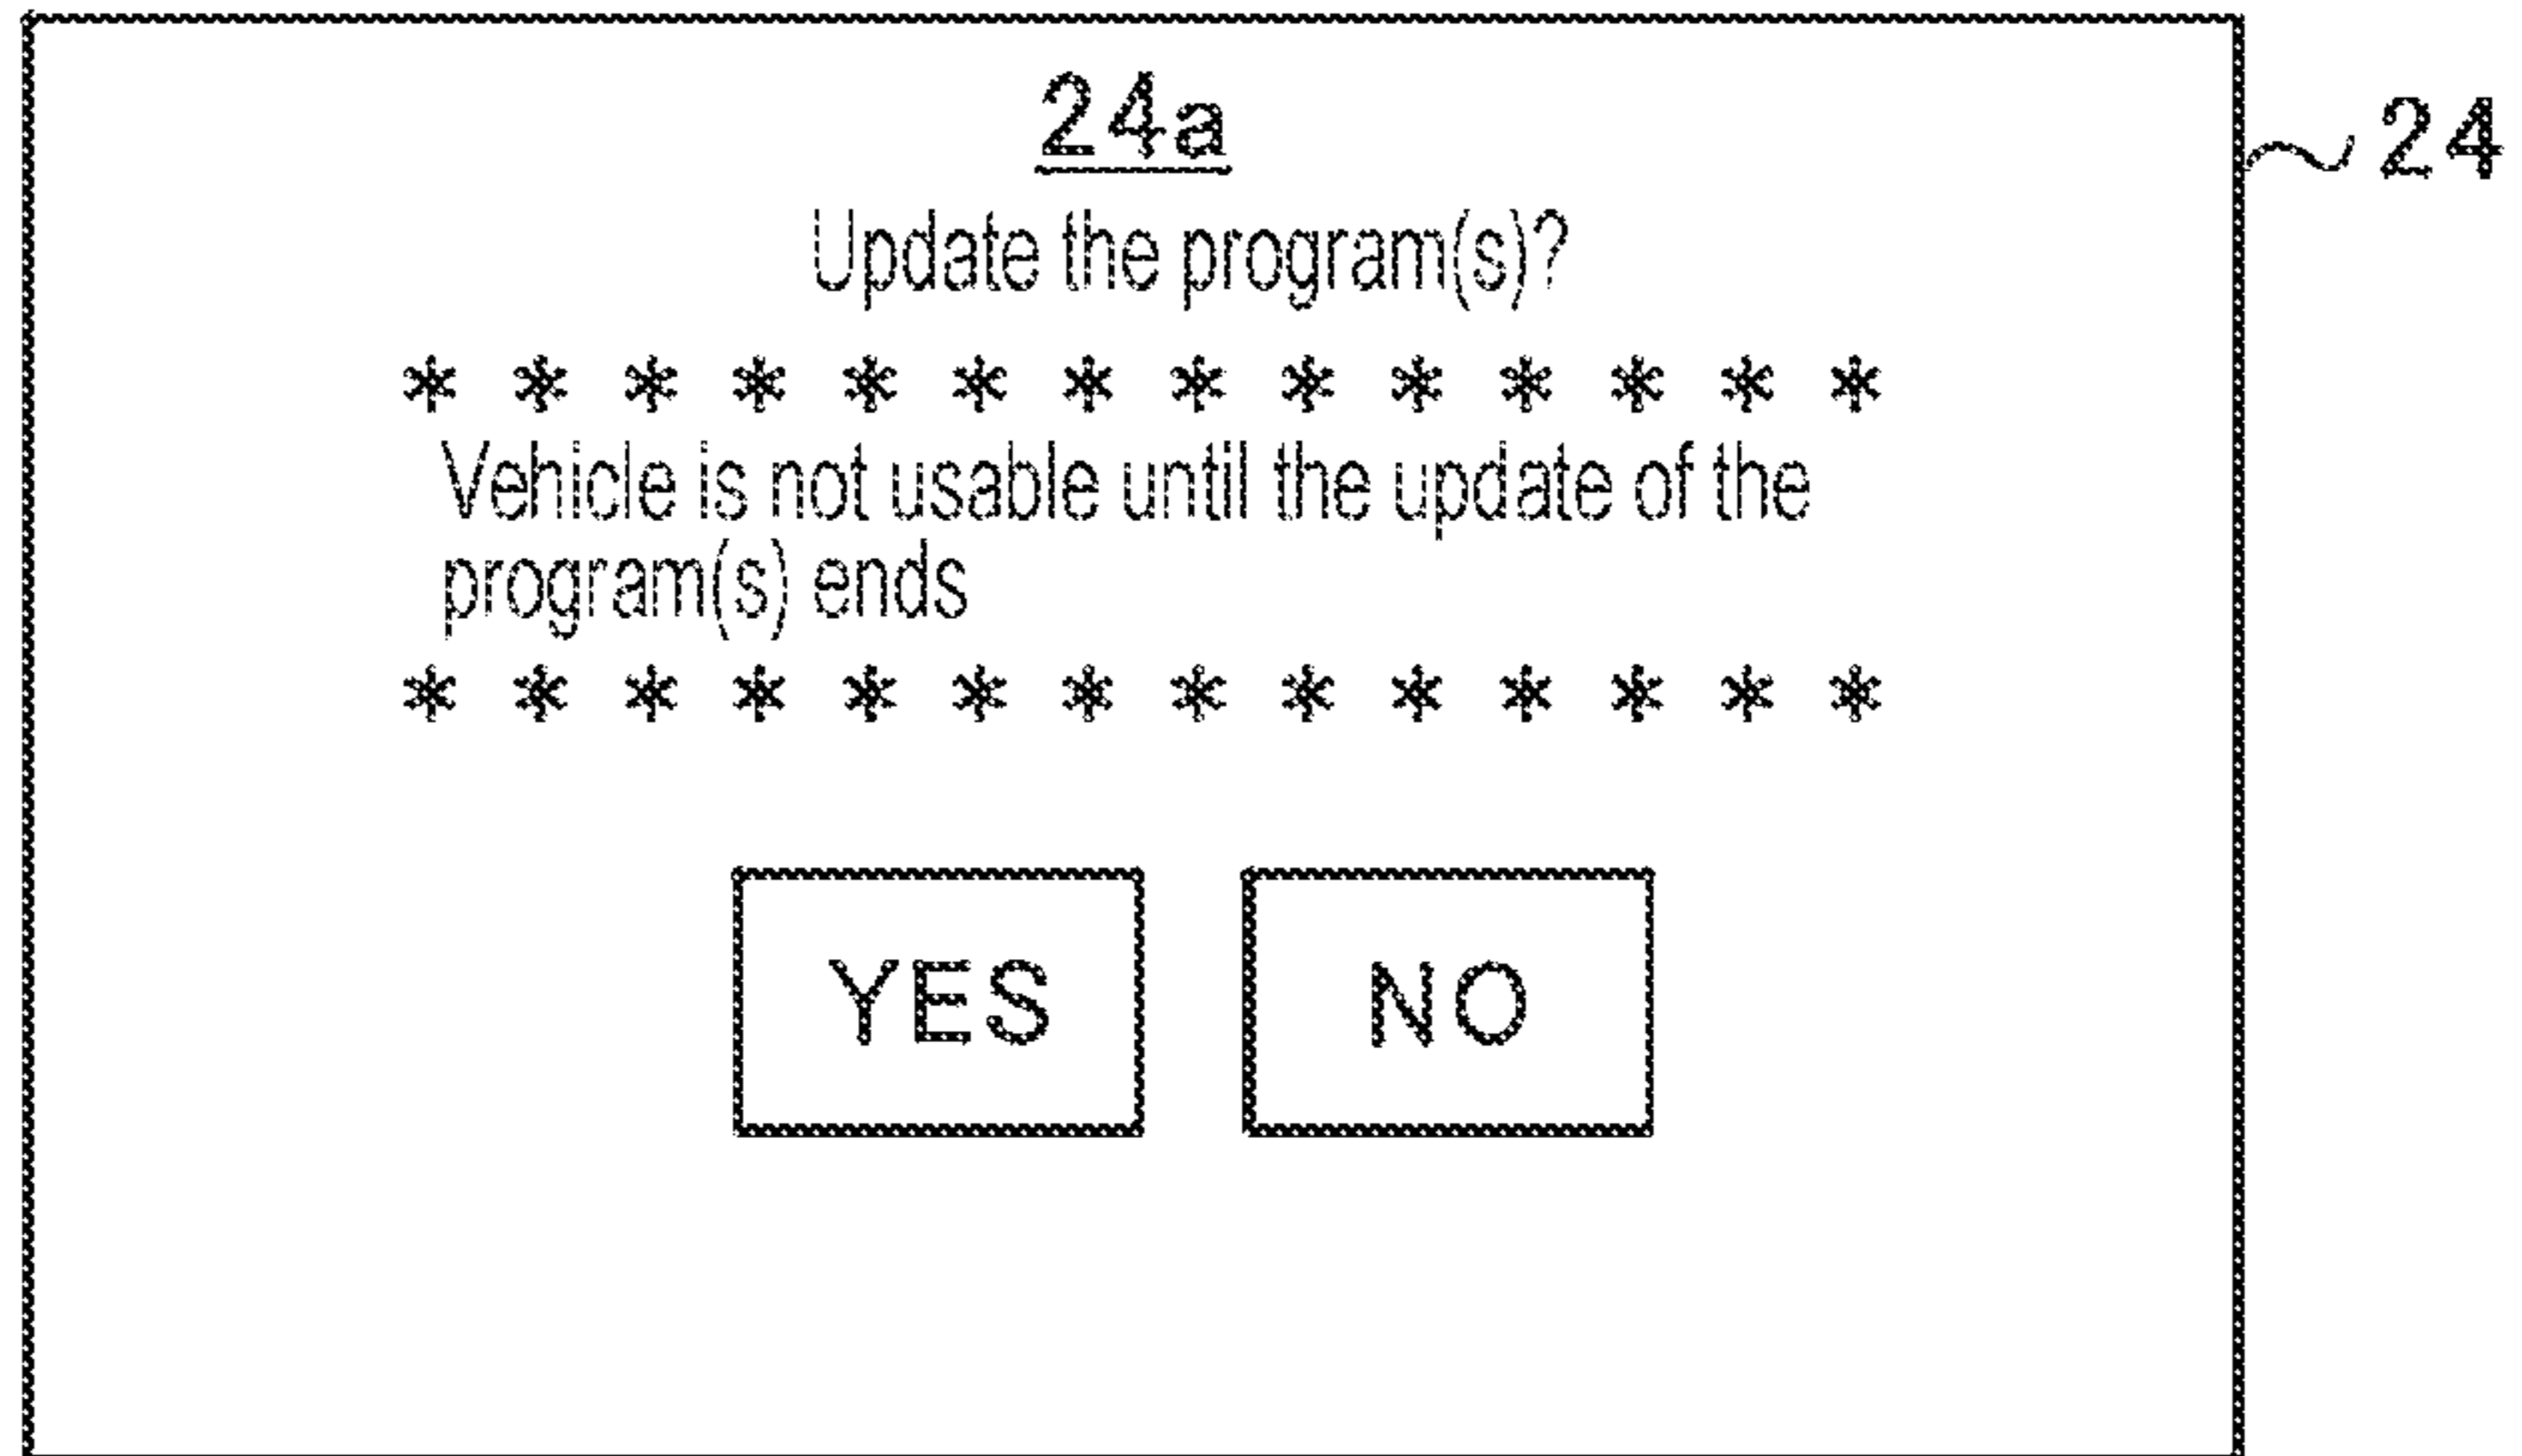 24a
24
Update the program(s)?
* * * * * * * * * * * * * *
Vehicle is not usable until the update of the
program(s) ends
* * * * * * * * * * * * * *
YES NO